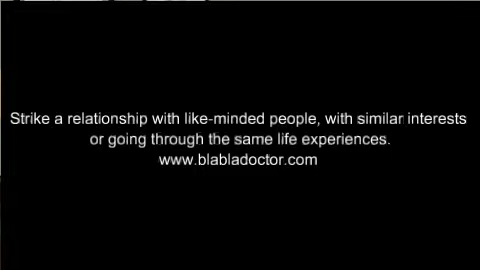 Strike a relationship with like-minded people, with similar interests
or going through the same life experiences.
www.blabladoctor.com